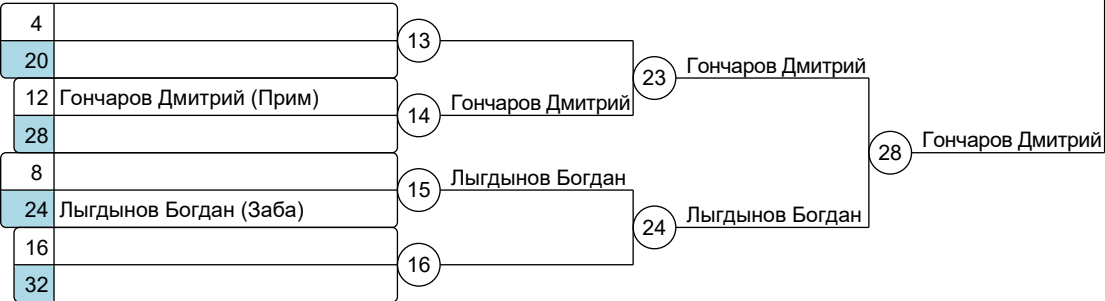 4
13
20
23
Гончаров Дмитрий
12 Гончаров Дмитрий (Прим)
14
Гончаров Дмитрий
28
28
Гончаров Дмитрий
8
15
Лыгдынов Богдан
24 Лыгдынов Богдан (Заба)
24
Лыгдынов Богдан
16
16
32